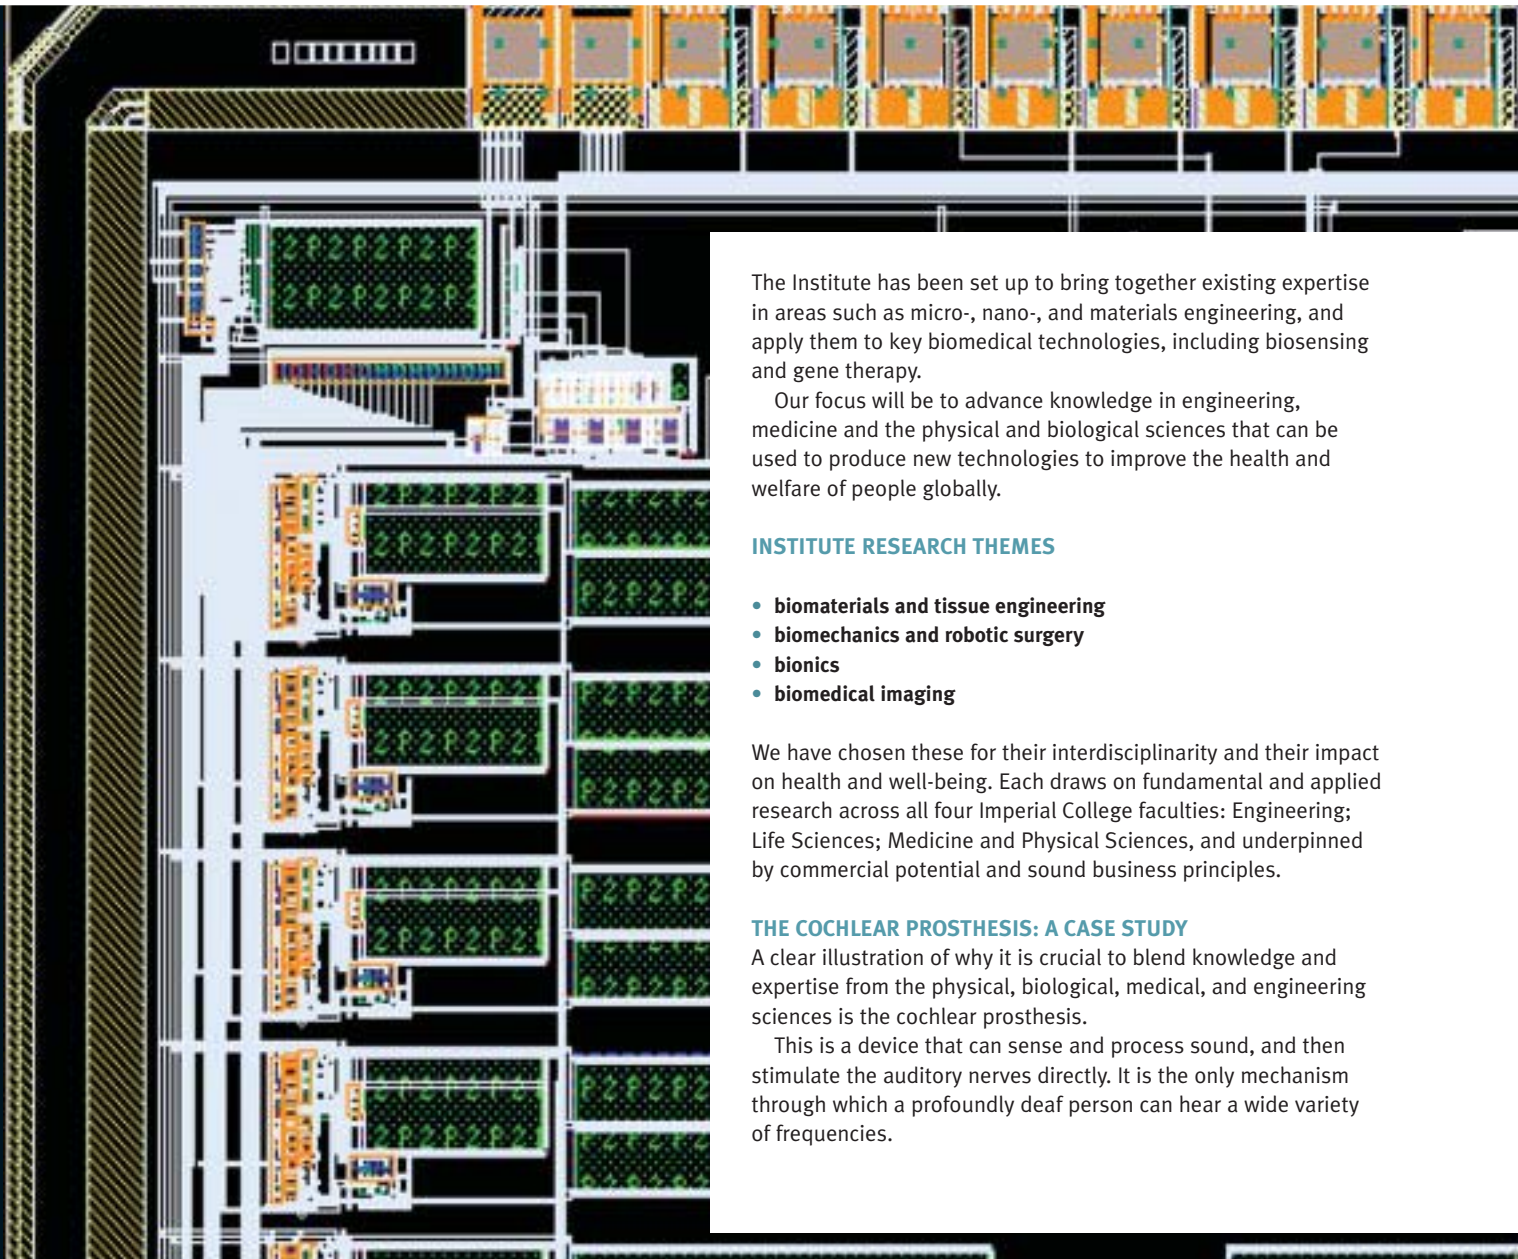 The Institute has been set up to bring together existing expertise
in areas such as micro-, nano-, and materials engineering, and
apply them to key biomedical technologies, including biosensing
and gene therapy.
Our focus will be to advance knowledge in engineering,
medicine and the physical and biological sciences that can be
used to produce new technologies to improve the health and
welfare of people globally.
INSTITUTE RESEARCH THEMES
• biomaterials and tissue engineering
• biomechanics and robotic surgery
• bionics
• biomedical imaging
We have chosen these for their interdisciplinarity and their impact
on health and well-being. Each draws on fundamental and applied
research across all four Imperial College faculties: Engineering;
Life Sciences; Medicine and Physical Sciences, and underpinned
by commercial potential and sound business principles.
THE COCHLEAR PROSTHESIS: A CASE STUDY
A clear illustration of why it is crucial to blend knowledge and
expertise from the physical, biological, medical, and engineering
sciences is the cochlear prosthesis.
This is a device that can sense and process sound, and then
stimulate the auditory nerves directly. It is the only mechanism
through which a profoundly deaf person can hear a wide variety
of frequencies.